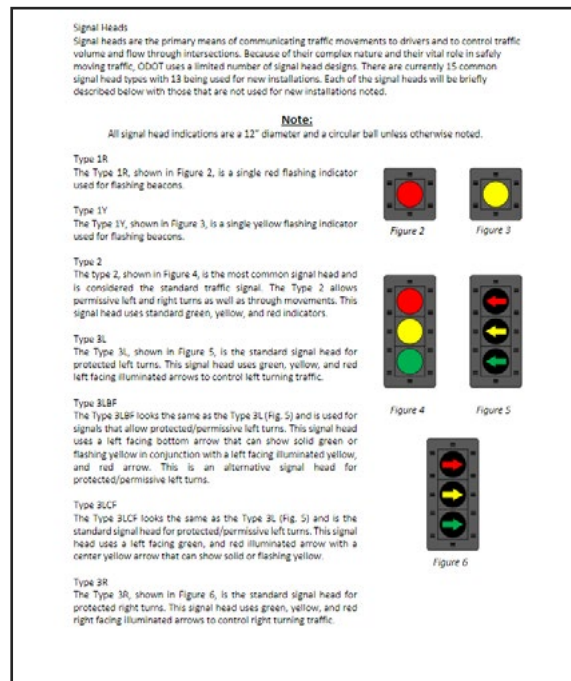 Signal Heads
Signal heads are the primary means of communicating traffic movements to drivers and to control traffic
volume and flow through intersections. Because of their complex nature and their vital role in safely
moving traffic, ODOT uses a limited number of signal head designs. There are currently 15 common
signal head types with 13 being used for new installations. Each of the signal heads will be briefly
described below with those that are not used for new installations noted.
Note:
All signal head indications are a 12" diameter and a circular ball unless otherwise noted.
Type 1R
The Type 1R, shown in Figure 2, is a single red flashing indicator
used for flashing beacons.
Type 1Y
The Type 1Y, shown in Figure 3, is a single yellow flashing indicator
used for flashing beacons.
Figure 2
Figure 3
Type 2
The type 2, shown in Figure 4, is the most common signal head and
is considered the standard traffic signal. The Type 2 allows
permissive left and right turns as well as through movements. This
signal head uses standard green, yellow, and red indicators.
Type 3L
The Type 3L, shown in Figure 5, is the standard signal head for
protected left turns. This signal head uses green, yellow, and red
left facing illuminated arrows to control left turning traffic.
Figure 4
Figure 5
Type 3LBF
The Type 3LBF looks the same as the Type 3L (Fig. 5) and is used for
signals that allow protected/permissive left turns. This signal head
uses a left facing bottom arrow that can show solid green or
flashing yellow in conjunction with a left facing illuminated yellow,
and red arrow. This is an alternative signal head for
protected/permissive left turns.
Type 3LCF
The Type 3LCF looks the same as the Type 3L (Fig. 5) and is the
standard signal head for protected/permissive left turns. This signal
head uses a left facing green, and red illuminated arrow with a
center yellow arrow that can show solid or flashing yellow.
Figure 6
Type 3R
The Type 3R, shown in Figure 6, is the standard signal head for
protected right turns. This signal head uses green, yellow, and red
right facing illuminated arrows to control right turning traffic.